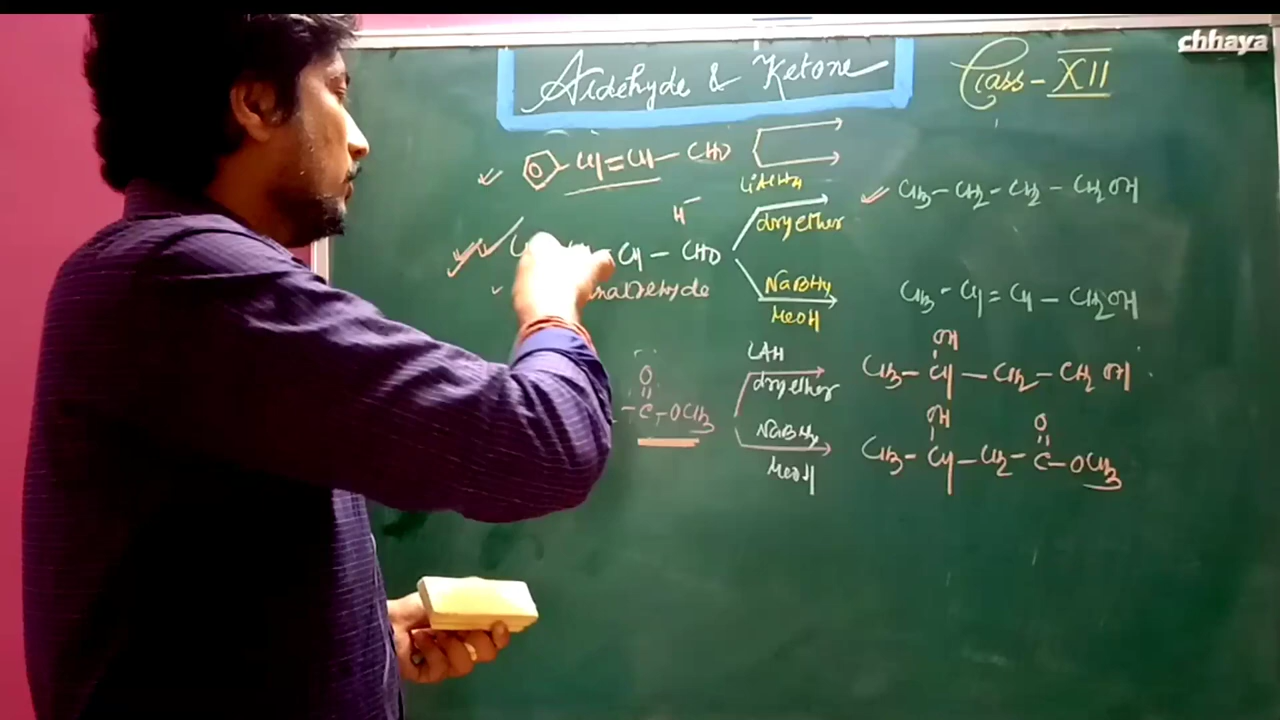 chhaya
Aldehyde & Ketone
Class - XII
CH=CH—CHO
LiAlH4
H⁻
dry ether
CH3—CH2—CH2—CH2OH
CH — CHO
NaBH4
MeOH
CH3-CH=CH—CH2OH
LAH
dry ether
OH
CH3—CH—CH2—CH2OH
O
-C-OCH3
NaBH4
MeOH
OH
O
CH3-CH-CH2-C-OCH3